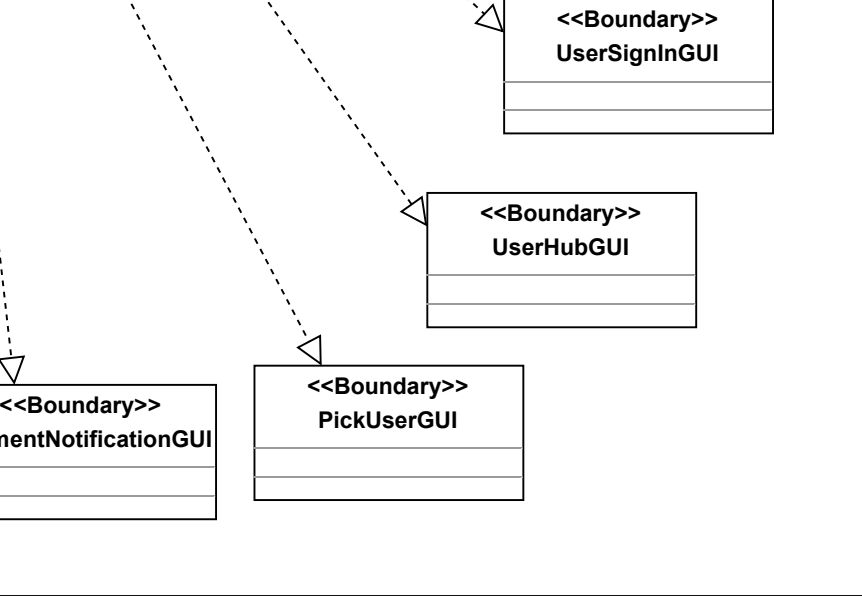 <<Boundary>>
UserSignInGUI
<<Boundary>>
UserHubGUI
<<Boundary>>
PickUserGUI
<<Boundary>>
mentNotificationGUI